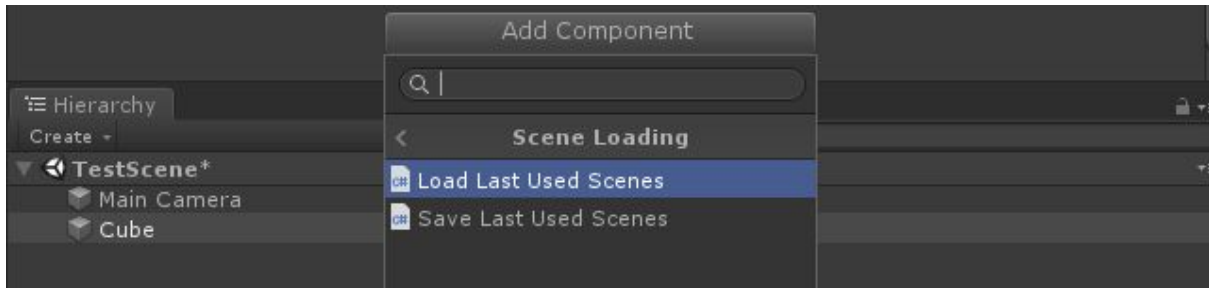 Add Component
Hierarchy
Create
Scene Loading
TestScene*
C# Load Last Used Scenes
Main Camera
C# Save Last Used Scenes
Cube